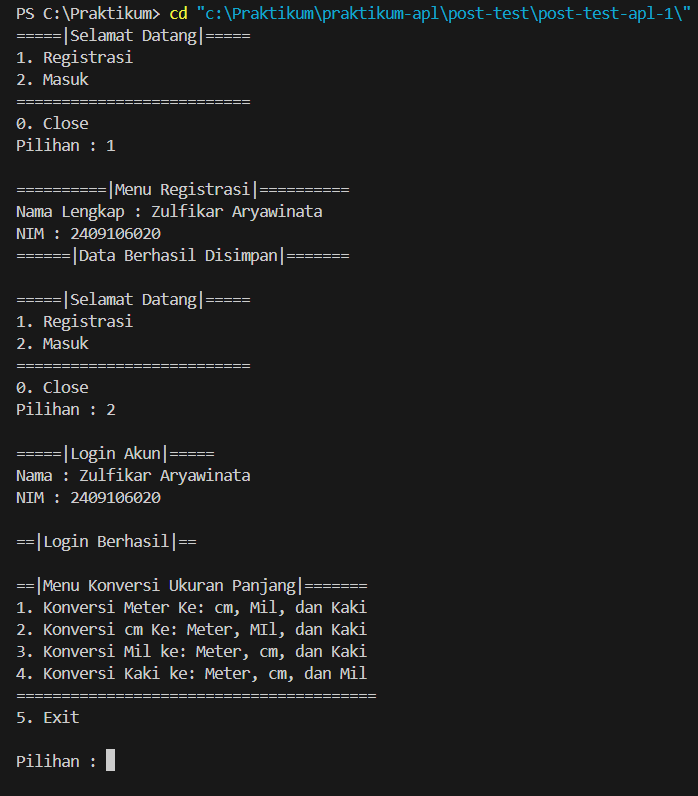 PS C:\Praktikum> cd "c:\Praktikum\praktikum-apl\post-test\post-test-apl-1\"
=====|Selamat Datang|=====
1. Registrasi
2. Masuk
==========================
0. Close
Pilihan : 1
==========|Menu Registrasi|==========
Nama Lengkap : Zulfikar Aryawinata
NIM : 2409106020
======|Data Berhasil Disimpan|=======
=====|Selamat Datang|=====
1. Registrasi
2. Masuk
==========================
0. Close
Pilihan : 2
=====|Login Akun|=====
Nama : Zulfikar Aryawinata
NIM : 2409106020
==|Login Berhasil|==
==|Menu Konversi Ukuran Panjang|=======
1. Konversi Meter Ke: cm, Mil, dan Kaki
2. Konversi cm Ke: Meter, MIl, dan Kaki
3. Konversi Mil ke: Meter, cm, dan Kaki
4. Konversi Kaki ke: Meter, cm, dan Mil
========================================
5. Exit
Pilihan :